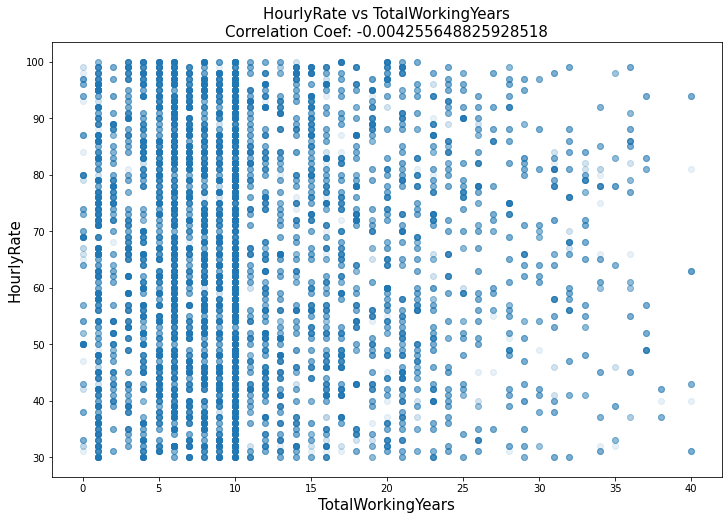 HourlyRate vs TotalWorkingYears
Correlation Coef: -0.004255648825928518
HourlyRate
100
90
80
70
60
50
40
30
0 5 10 15 20 25 30 35 40
TotalWorkingYears